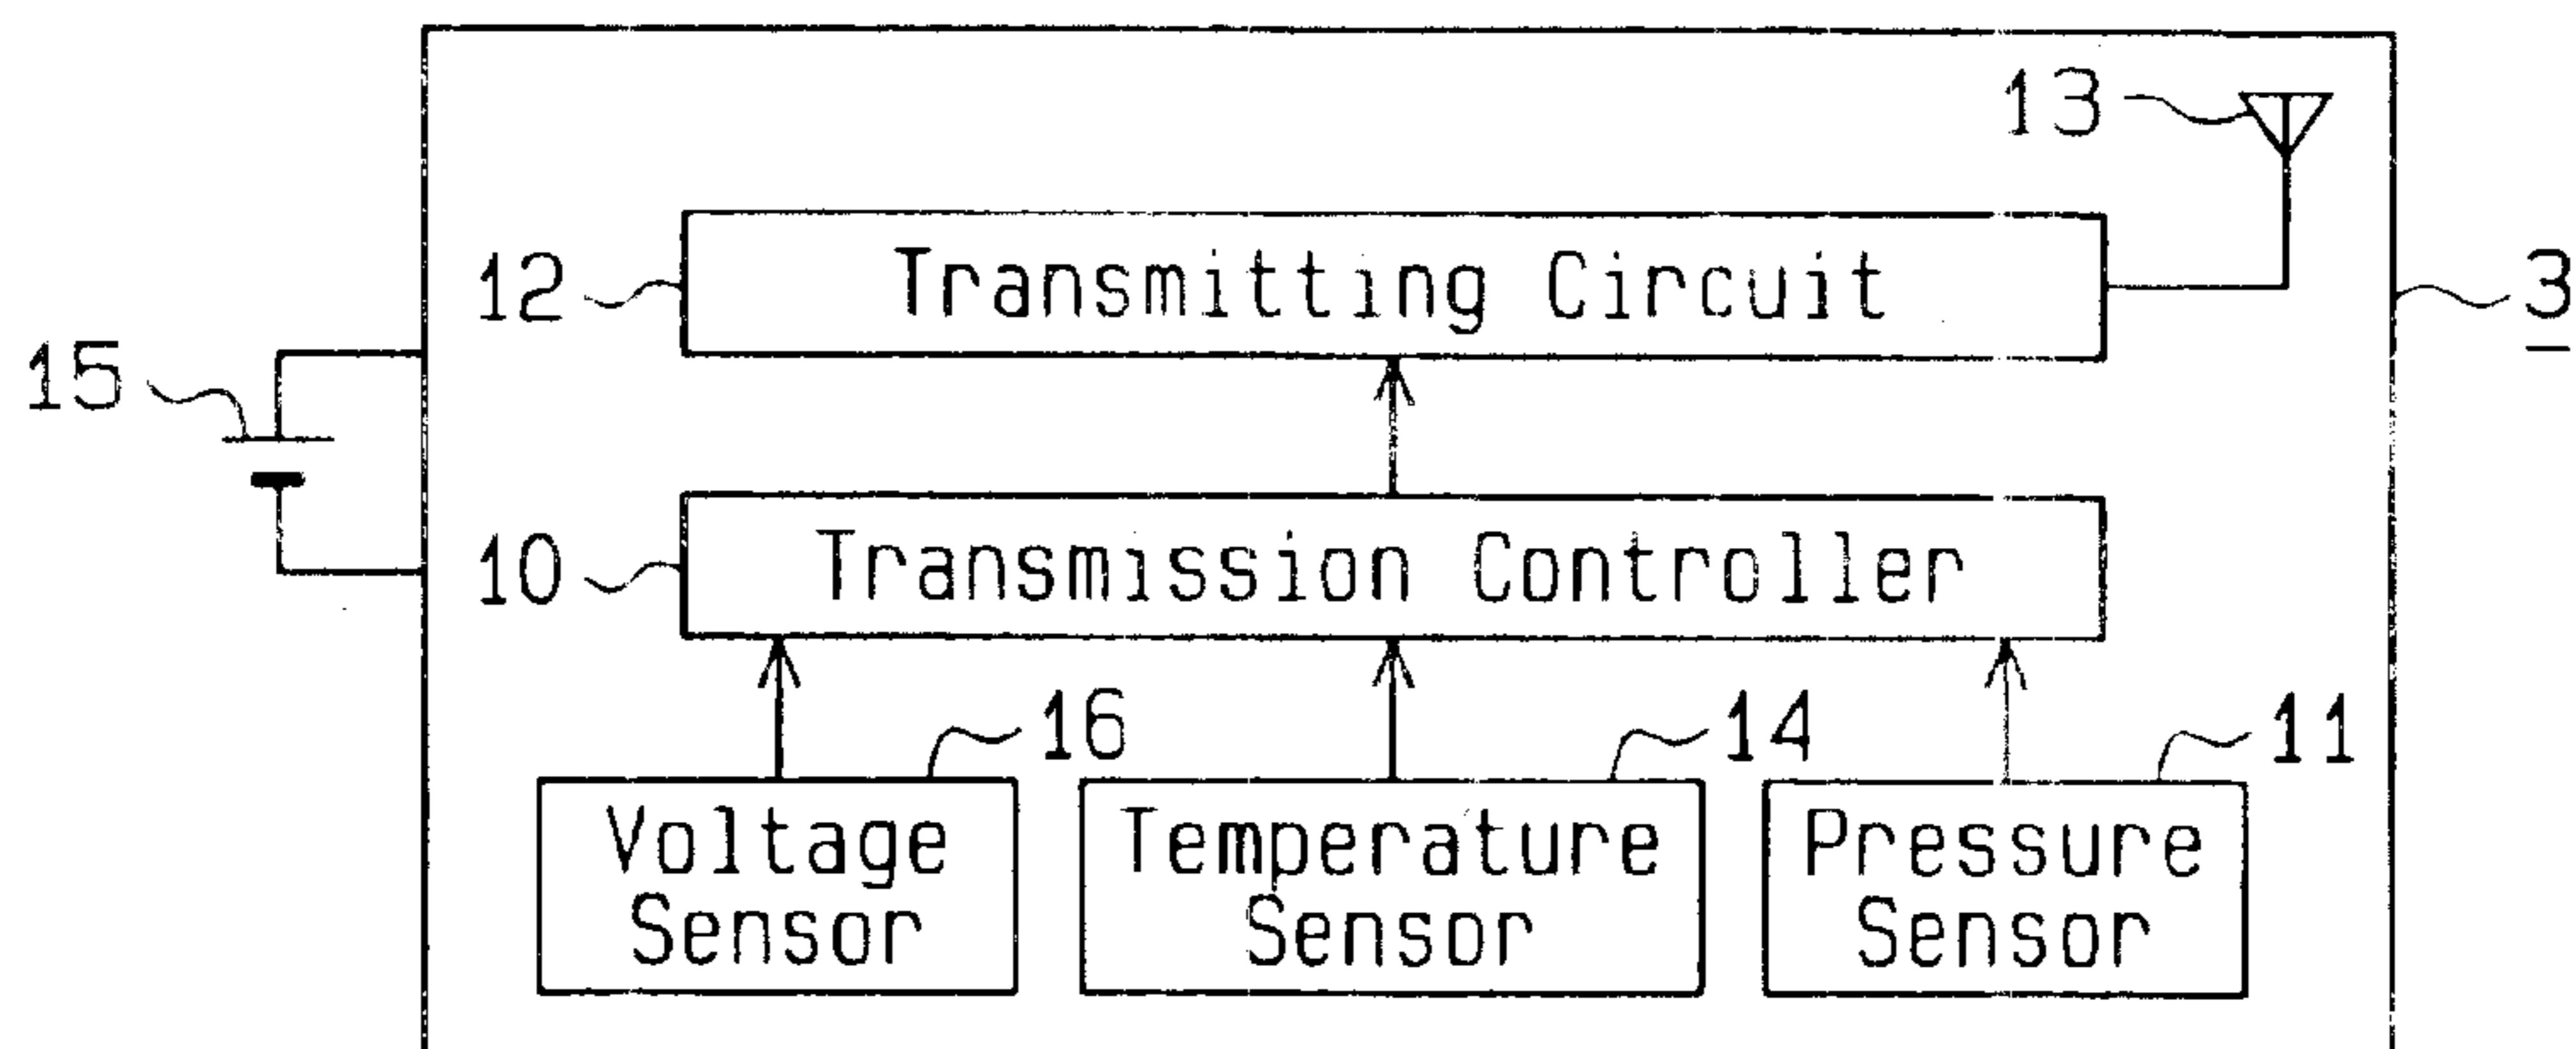 13
12
Transmitting Circuit
3
15
10
Transmission Controller
16
14
11
Voltage
Sensor
Temperature
Sensor
Pressure
Sensor